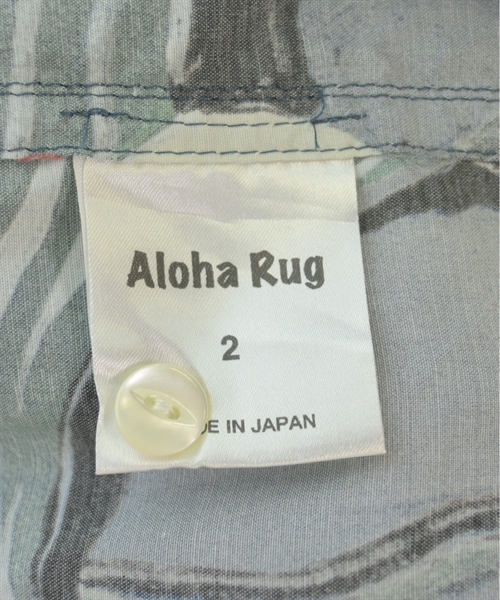 Aloha Rug
2
DE IN JAPAN